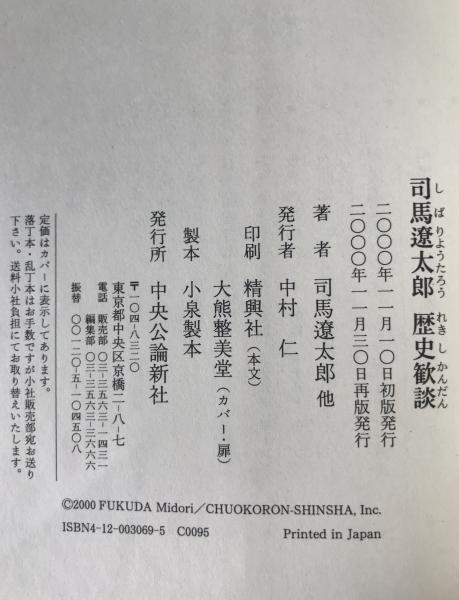 司馬遼太郎 歴史歓談
しばりょうたろう れきしかんだん
二〇〇〇年一一月一〇日初版発行
二〇〇〇年一一月三〇日再版発行
著者 司馬遼太郎 他
発行者 中村 仁
印刷 精興社(本文)
大熊整美堂(カバー・扉)
製本 小泉製本
発行所 中央公論新社
〒一〇四-八三二〇
東京都中央区京橋二-八-七
電話 販売部 〇三-三五六三-一四三一
編集部 〇三-三五六三-三六六六
振替 〇〇一二〇-五-一〇四五〇八
定価はカバーに表示してあります。
落丁本・乱丁本はお手数ですが小社販売部宛お送り
下さい。送料小社負担にてお取り替えいたします。
©2000 FUKUDA Midori/CHUOKORON-SHINSHA, Inc.
ISBN4-12-003069-5 C0095 Printed in Japan